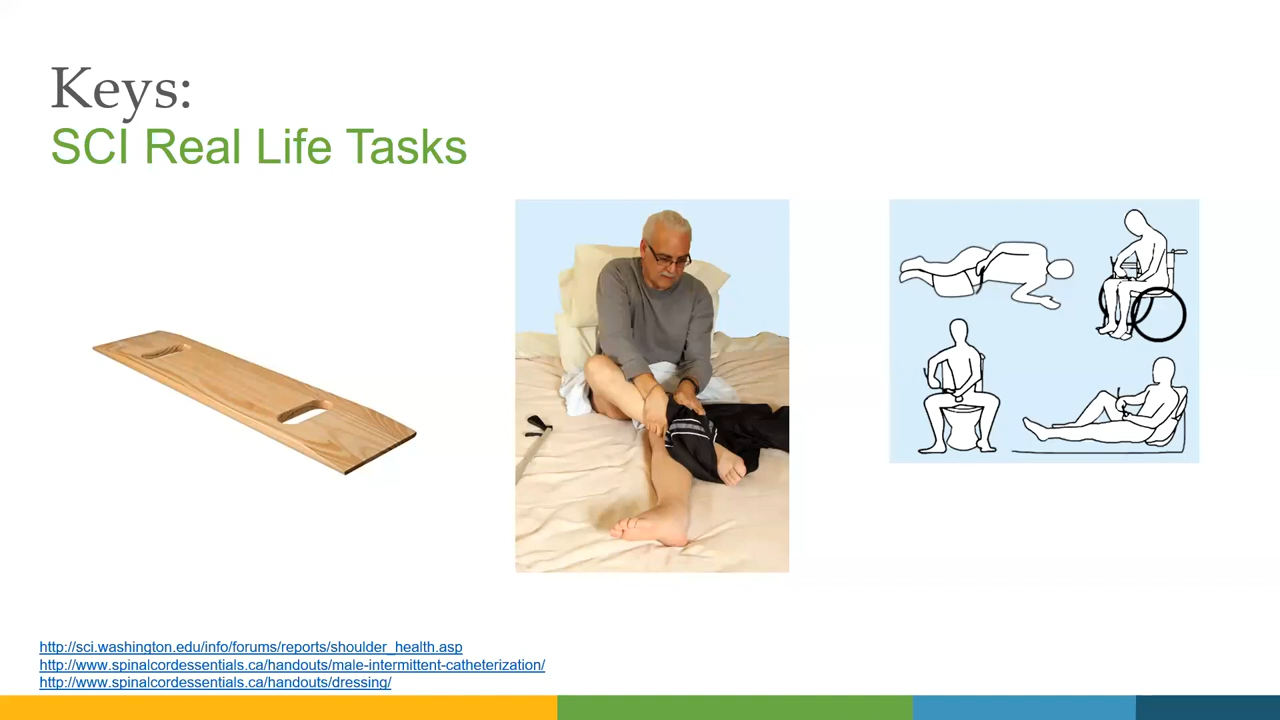 Keys:
SCI Real Life Tasks
http://sci.washington.edu/info/forums/reports/shoulder_health.asp
http://www.spinalcordessentials.ca/handouts/male-intermittent-catheterization/
http://www.spinalcordessentials.ca/handouts/dressing/